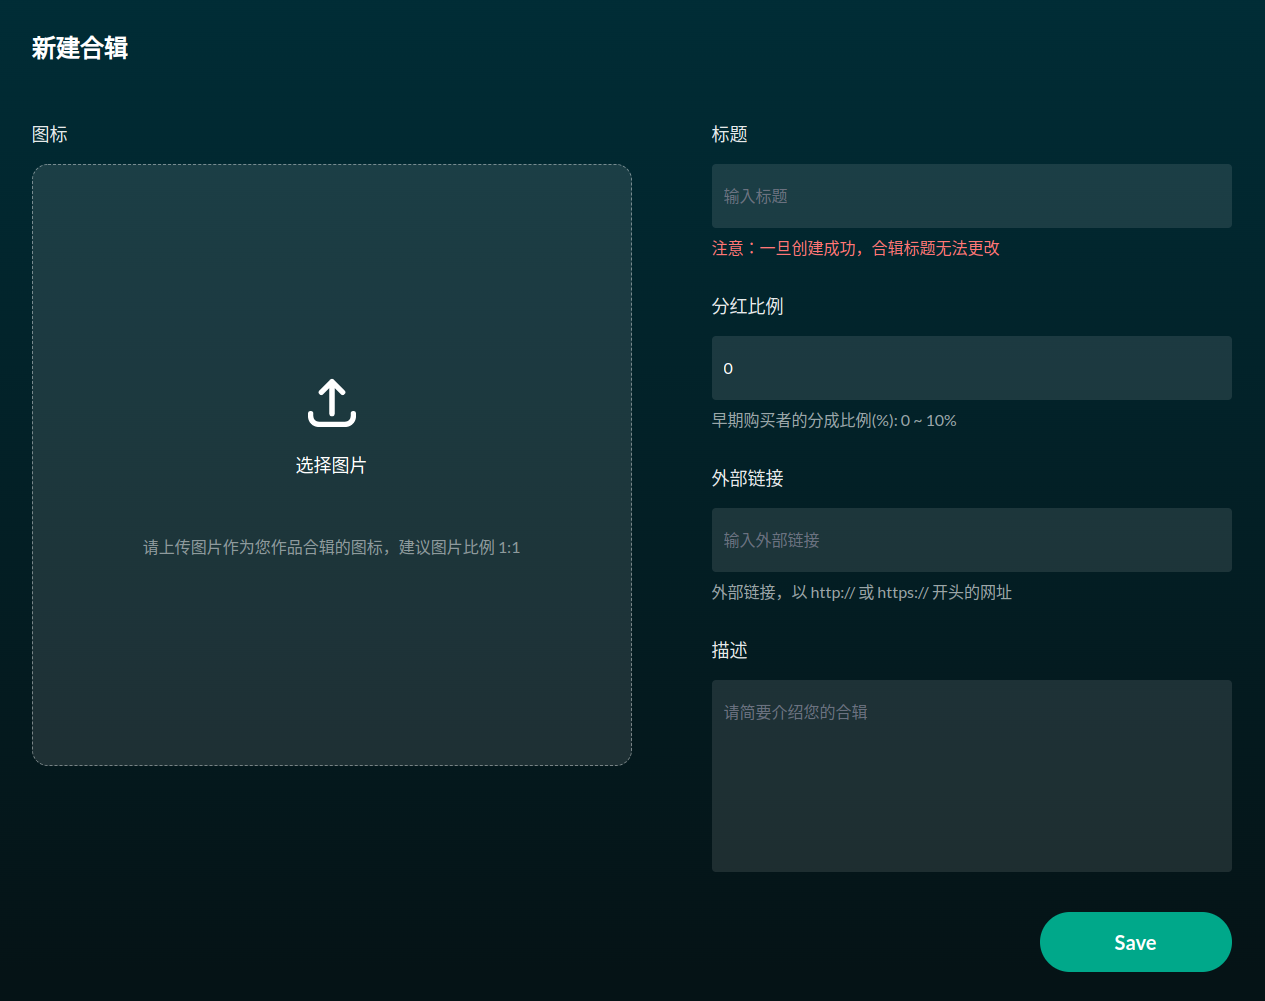 新建合辑
图标
选择图片
请上传图片作为您作品合辑的图标，建议图片比例 1:1
标题
输入标题
注意：一旦创建成功，合辑标题无法更改
分红比例
0
早期购买者的分成比例(%): 0 ~ 10%
外部链接
输入外部链接
外部链接，以 http:// 或 https:// 开头的网址
描述
请简要介绍您的合辑
Save